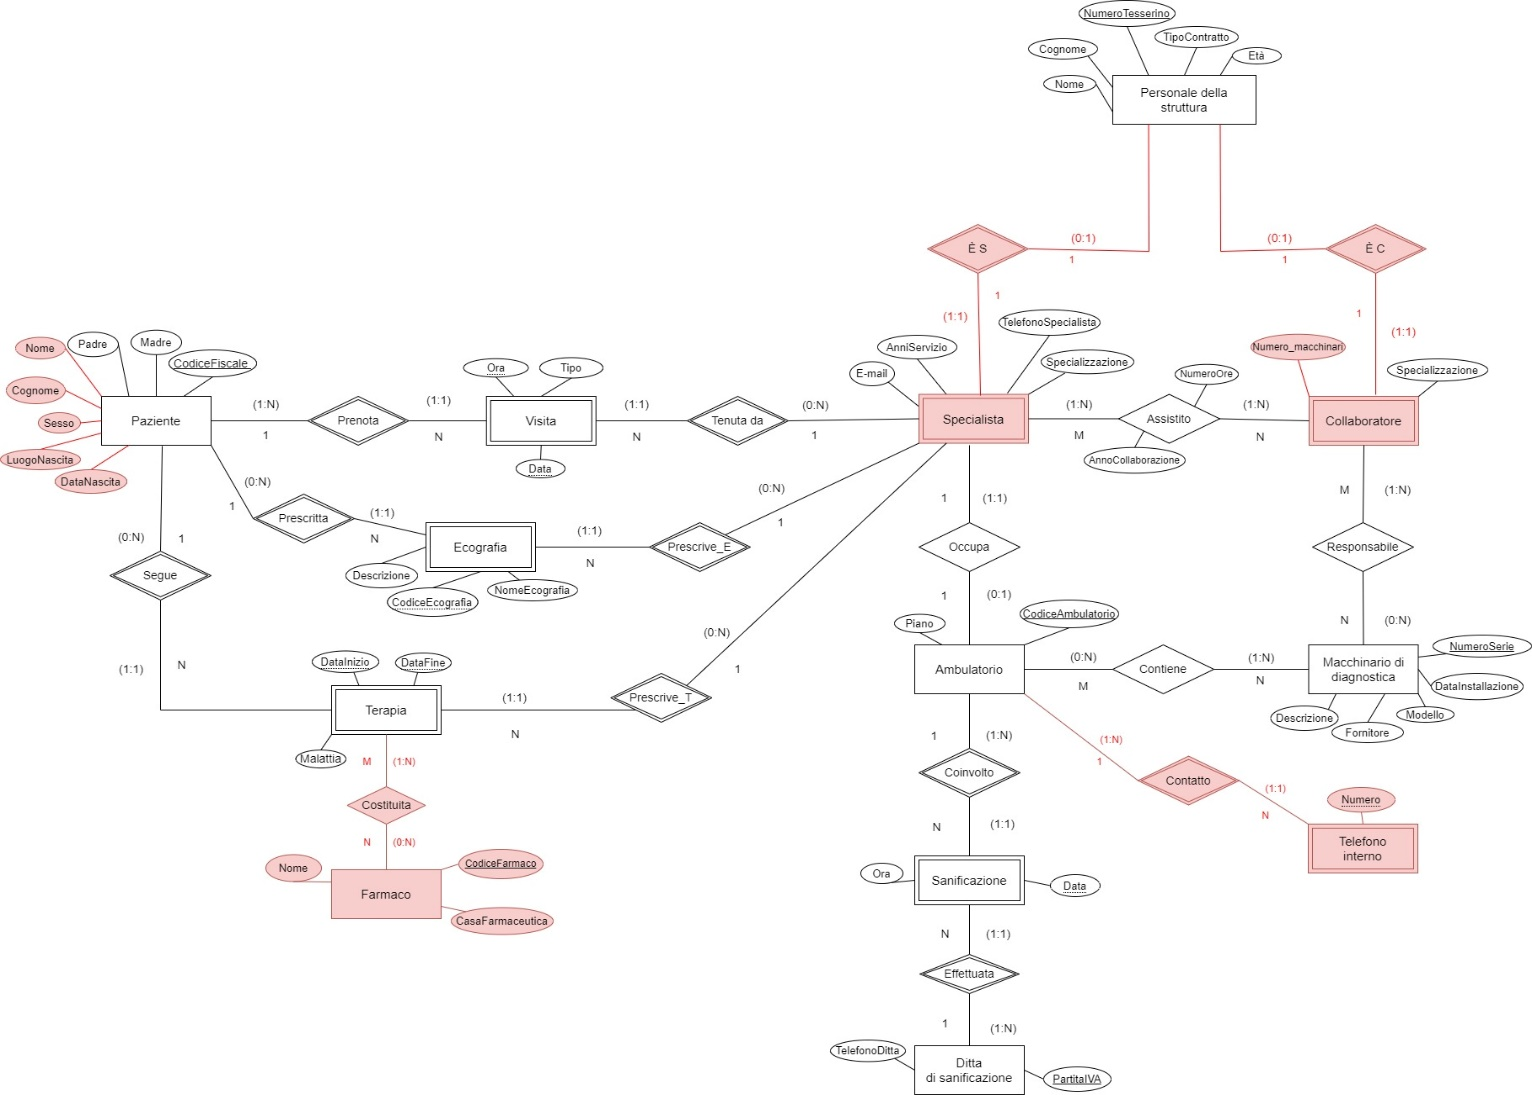 NumeroTesserino
TipoContratto
Cognome
Età
Nome
Personale della
struttura
È S
(0:1)
1
(0:1)
1
È C
1
(1:1)
1
(1:1)
Nome
Padre
Madre
CodiceFiscale
Cognome
Sesso
LuogoNascita
DataNascita
Paziente
(1:N)
1
Prenota
(1:1)
N
Ora
Tipo
Visita
Data
(1:1)
N
Tenuta da
(0:N)
1
TelefonoSpecialista
AnniServizio
E-mail
Specializzazione
Specialista
(1:N)
M
NumeroOre
Assistito
AnnoCollaborazione
(1:N)
N
Numero_macchinari
Specializzazione
Collaboratore
(0:N)
1
Prescritta
(1:1)
N
Ecografia
Descrizione
CodiceEcografia
NomeEcografia
(1:1)
N
Prescrive_E
(0:N)
1
(0:N)
1
Segue
(1:1)
N
1
(1:1)
Occupa
1
(0:1)
M
(1:N)
Responsabile
N
(0:N)
DataInizio
DataFine
Terapia
Malattia
(1:1)
N
Prescrive_T
(0:N)
1
Piano
CodiceAmbulatorio
Ambulatorio
(0:N)
M
Contiene
(1:N)
N
Macchinario di
diagnostica
NumeroSerie
DataInstallazione
Modello
Fornitore
Descrizione
M
(1:N)
Costituita
N
(0:N)
Nome
CodiceFarmaco
Farmaco
CasaFarmaceutica
1
(1:N)
Coinvolto
N
(1:1)
(1:N)
1
Contatto
(1:1)
N
Numero
Telefono
interno
Ora
Sanificazione
Data
N
(1:1)
Effettuata
1
(1:N)
TelefonoDitta
Ditta
di sanificazione
PartitaIVA